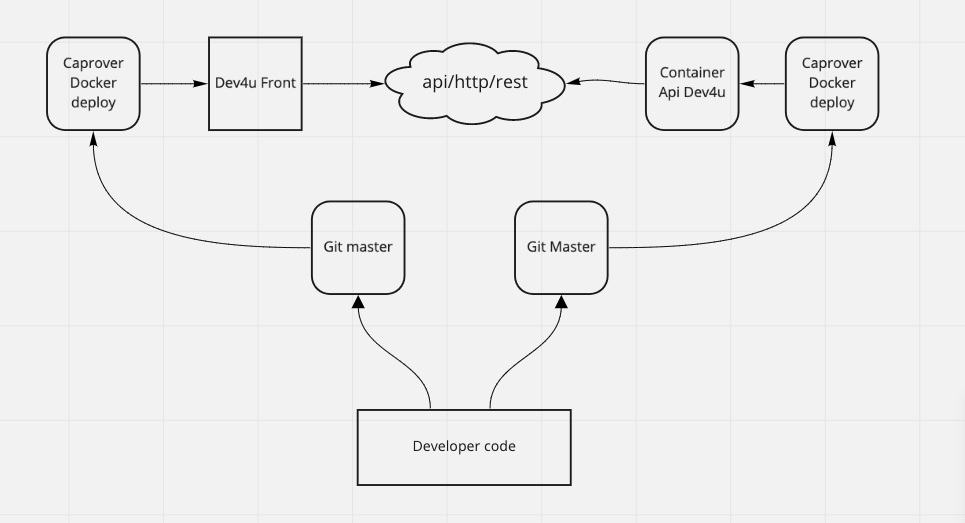 Caprover
Docker
deploy
Dev4u Front
api/http/rest
Container
Api Dev4u
Caprover
Docker
deploy
Git master
Git Master
Developer code